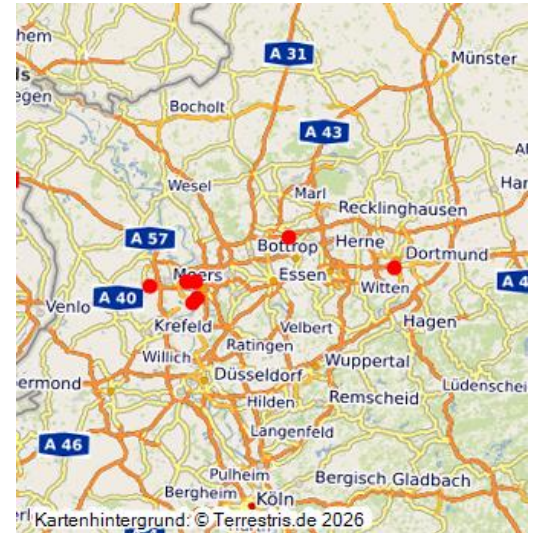 hem
A 31
Münster
ls
egen
Bocholt
A 43
Al
Wesel
Marl
Har
Recklinghausen
A 57
Bottrop
Herne
Dortmund
Moers
Essen
Witten
A 4
Venlo
A 40
Krefeld
Velbert
Hagen
Willich
Ratingen
Wuppertal
ermond
Düsseldorf
Lüdenschei
Hilden
Remscheid
A 46
Langenfeld
Pulheim
Bergisch Gladbach
Bergheim
Köln
Kartenhintergrund: © Terrestris.de 2026